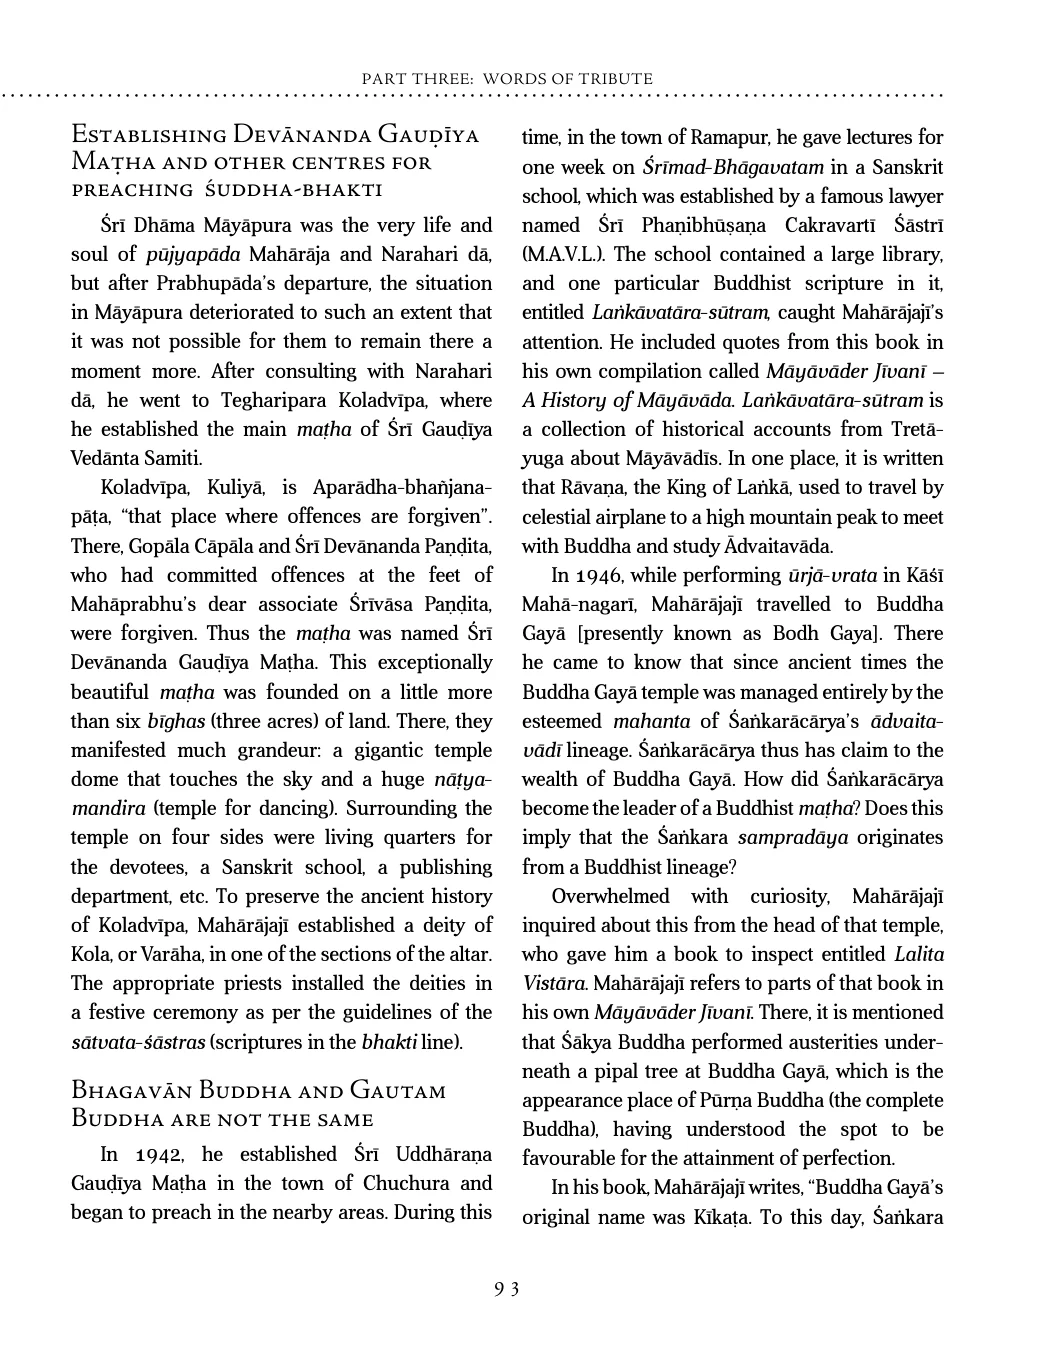 PART THREE: WORDS OF TRIBUTE
Establishing Devānanda Gauḍīya
Maṭha and other centres for
preaching śuddha-bhakti
Śrī Dhāma Māyāpura was the very life and
soul of pūjyapāda Mahārāja and Narahari dā,
but after Prabhupāda’s departure, the situation
in Māyāpura deteriorated to such an extent that
it was not possible for them to remain there a
moment more. After consulting with Narahari
dā, he went to Tegharipara Koladvīpa, where
he established the main maṭha of Śrī Gauḍīya
Vedānta Samiti.
Koladvīpa, Kuliyā, is Aparādha-bhañjana-
pāṭa, “that place where offences are forgiven”.
There, Gopāla Cāpāla and Śrī Devānanda Paṇḍita,
who had committed offences at the feet of
Mahāprabhu’s dear associate Śrīvāsa Paṇḍita,
were forgiven. Thus the maṭha was named Śrī
Devānanda Gauḍīya Maṭha. This exceptionally
beautiful maṭha was founded on a little more
than six bīghas (three acres) of land. There, they
manifested much grandeur: a gigantic temple
dome that touches the sky and a huge nāṭya-
mandira (temple for dancing). Surrounding the
temple on four sides were living quarters for
the devotees, a Sanskrit school, a publishing
department, etc. To preserve the ancient history
of Koladvīpa, Mahārājajī established a deity of
Kola, or Varāha, in one of the sections of the altar.
The appropriate priests installed the deities in
a festive ceremony as per the guidelines of the
sātvata-śāstras (scriptures in the bhakti line).
Bhagavān Buddha and Gautam
Buddha are not the same
In 1942, he established Śrī Uddhāraṇa
Gauḍīya Maṭha in the town of Chuchura and
began to preach in the nearby areas. During this
time, in the town of Ramapur, he gave lectures for
one week on Śrīmad-Bhāgavatam in a Sanskrit
school, which was established by a famous lawyer
named Śrī Phaṇibhūṣaṇa Cakravartī Śāstrī
(M.A.V.L.). The school contained a large library,
and one particular Buddhist scripture in it,
entitled Laṅkāvatāra-sūtram, caught Mahārājajī’s
attention. He included quotes from this book in
his own compilation called Māyāvāder Jīvanī –
A History of Māyāvāda. Laṅkāvatāra-sūtram is
a collection of historical accounts from Tretā-
yuga about Māyāvādīs. In one place, it is written
that Rāvaṇa, the King of Laṅkā, used to travel by
celestial airplane to a high mountain peak to meet
with Buddha and study Ādvaitavāda.
In 1946, while performing ūrjā-vrata in Kāśī
Mahā-nagarī, Mahārājajī travelled to Buddha
Gayā [presently known as Bodh Gaya]. There
he came to know that since ancient times the
Buddha Gayā temple was managed entirely by the
esteemed mahanta of Śaṅkarācārya’s ādvaita-
vādī lineage. Śaṅkarācārya thus has claim to the
wealth of Buddha Gayā. How did Śaṅkarācārya
become the leader of a Buddhist maṭha? Does this
imply that the Śaṅkara sampradāya originates
from a Buddhist lineage?
Overwhelmed with curiosity, Mahārājajī
inquired about this from the head of that temple,
who gave him a book to inspect entitled Lalita
Vistāra. Mahārājajī refers to parts of that book in
his own Māyāvāder Jīvanī. There, it is mentioned
that Śākya Buddha performed austerities under-
neath a pipal tree at Buddha Gayā, which is the
appearance place of Pūrṇa Buddha (the complete
Buddha), having understood the spot to be
favourable for the attainment of perfection.
In his book, Mahārājajī writes, “Buddha Gayā’s
original name was Kīkaṭa. To this day, Śaṅkara
93